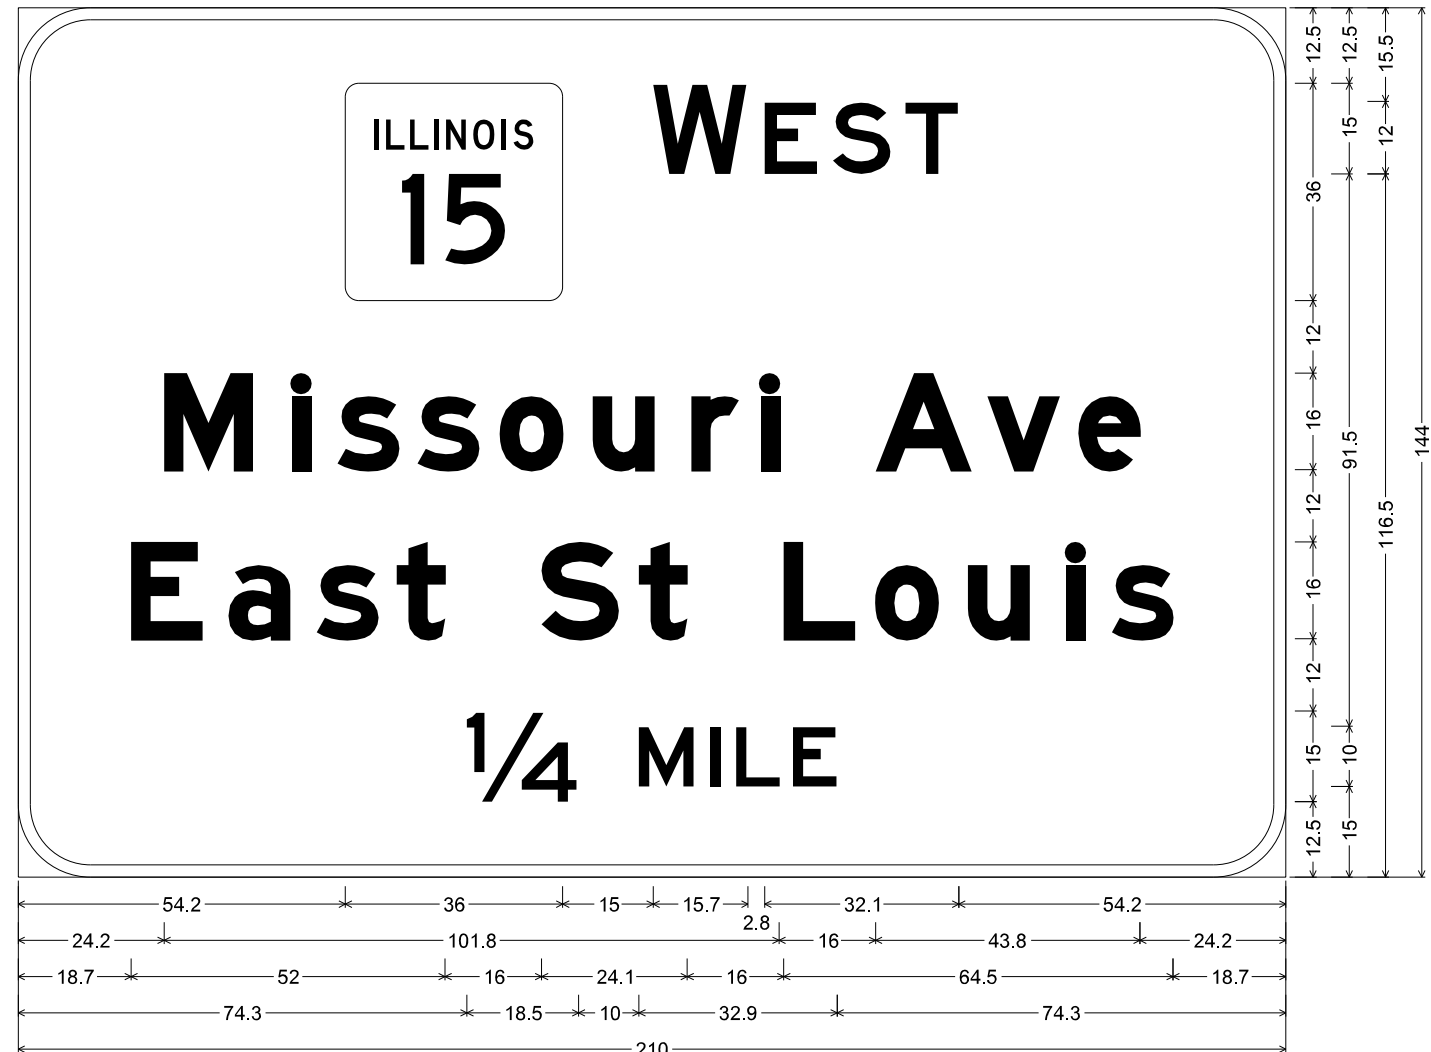 ILLINOIS
15
WEST
Missouri Ave
East St Louis
1/4 MILE
12.5 36 12 16 12 16 12 15 12.5
12.5 15 91.5 10 15
15.5 12 116.5
144
54.2 36 15 15.7 2.8 32.1 54.2
24.2 101.8 16 43.8 24.2
18.7 52 16 24.1 16 64.5 18.7
74.3 18.5 10 32.9 74.3
210